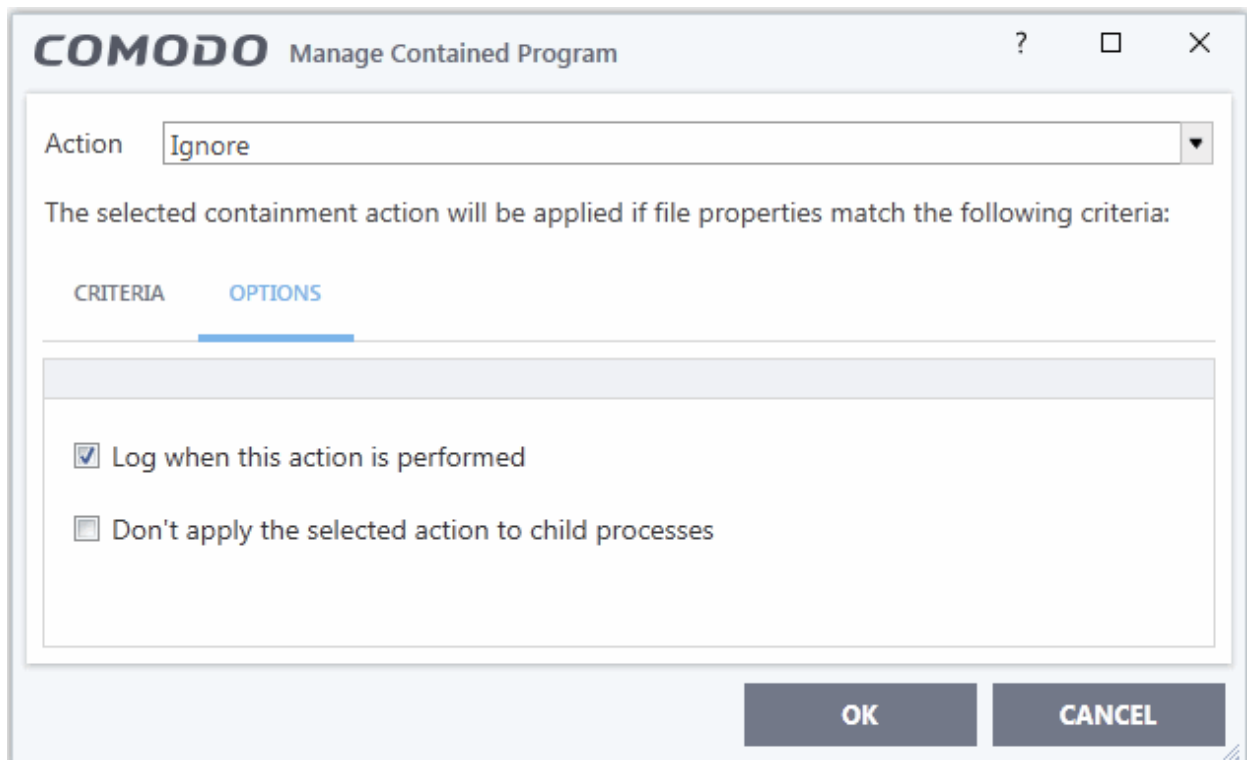 COMODO Manage Contained Program ?
Action Ignore
The selected containment action will be applied if file properties match the following criteria:
CRITERIA OPTIONS
Log when this action is performed
Don't apply the selected action to child processes
OK CANCEL